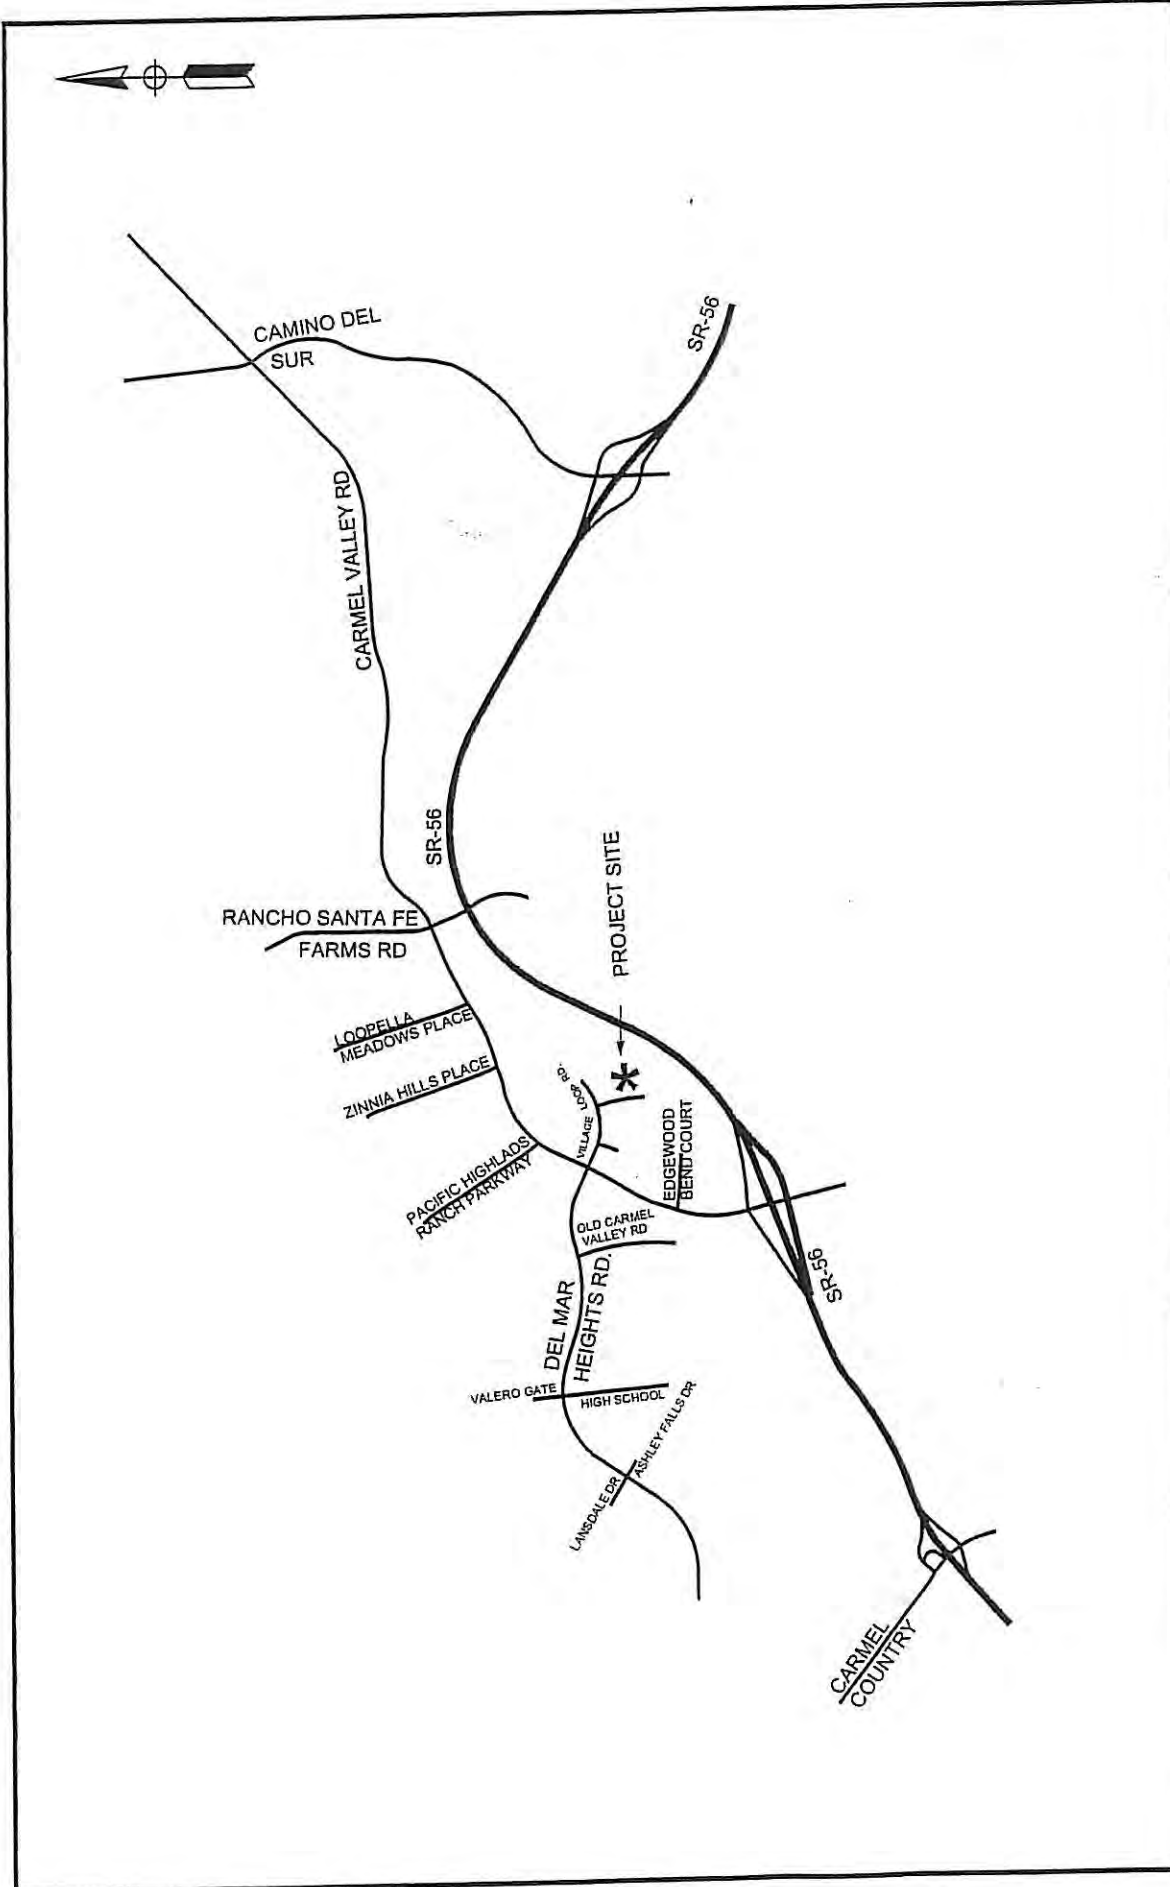 CAMINO DEL
SUR
SR-56
CARMEL VALLEY RD
SR-56
PROJECT SITE
RANCHO SANTA FE
FARMS RD
LOOPELLA
MEADOWS PLACE
ZINNIA HILLS PLACE
VILLAGE LOOP RD.
EDGEWOOD
BEND COURT
PACIFIC HIGHLADS
RANCH PARKWAY
OLD CARMEL
VALLEY RD
DEL MAR
HEIGHTS RD.
SR-56
VALERO GATE
HIGH SCHOOL
LANSDALE DR
ASHLEY FALLS DR
CARMEL
COUNTRY